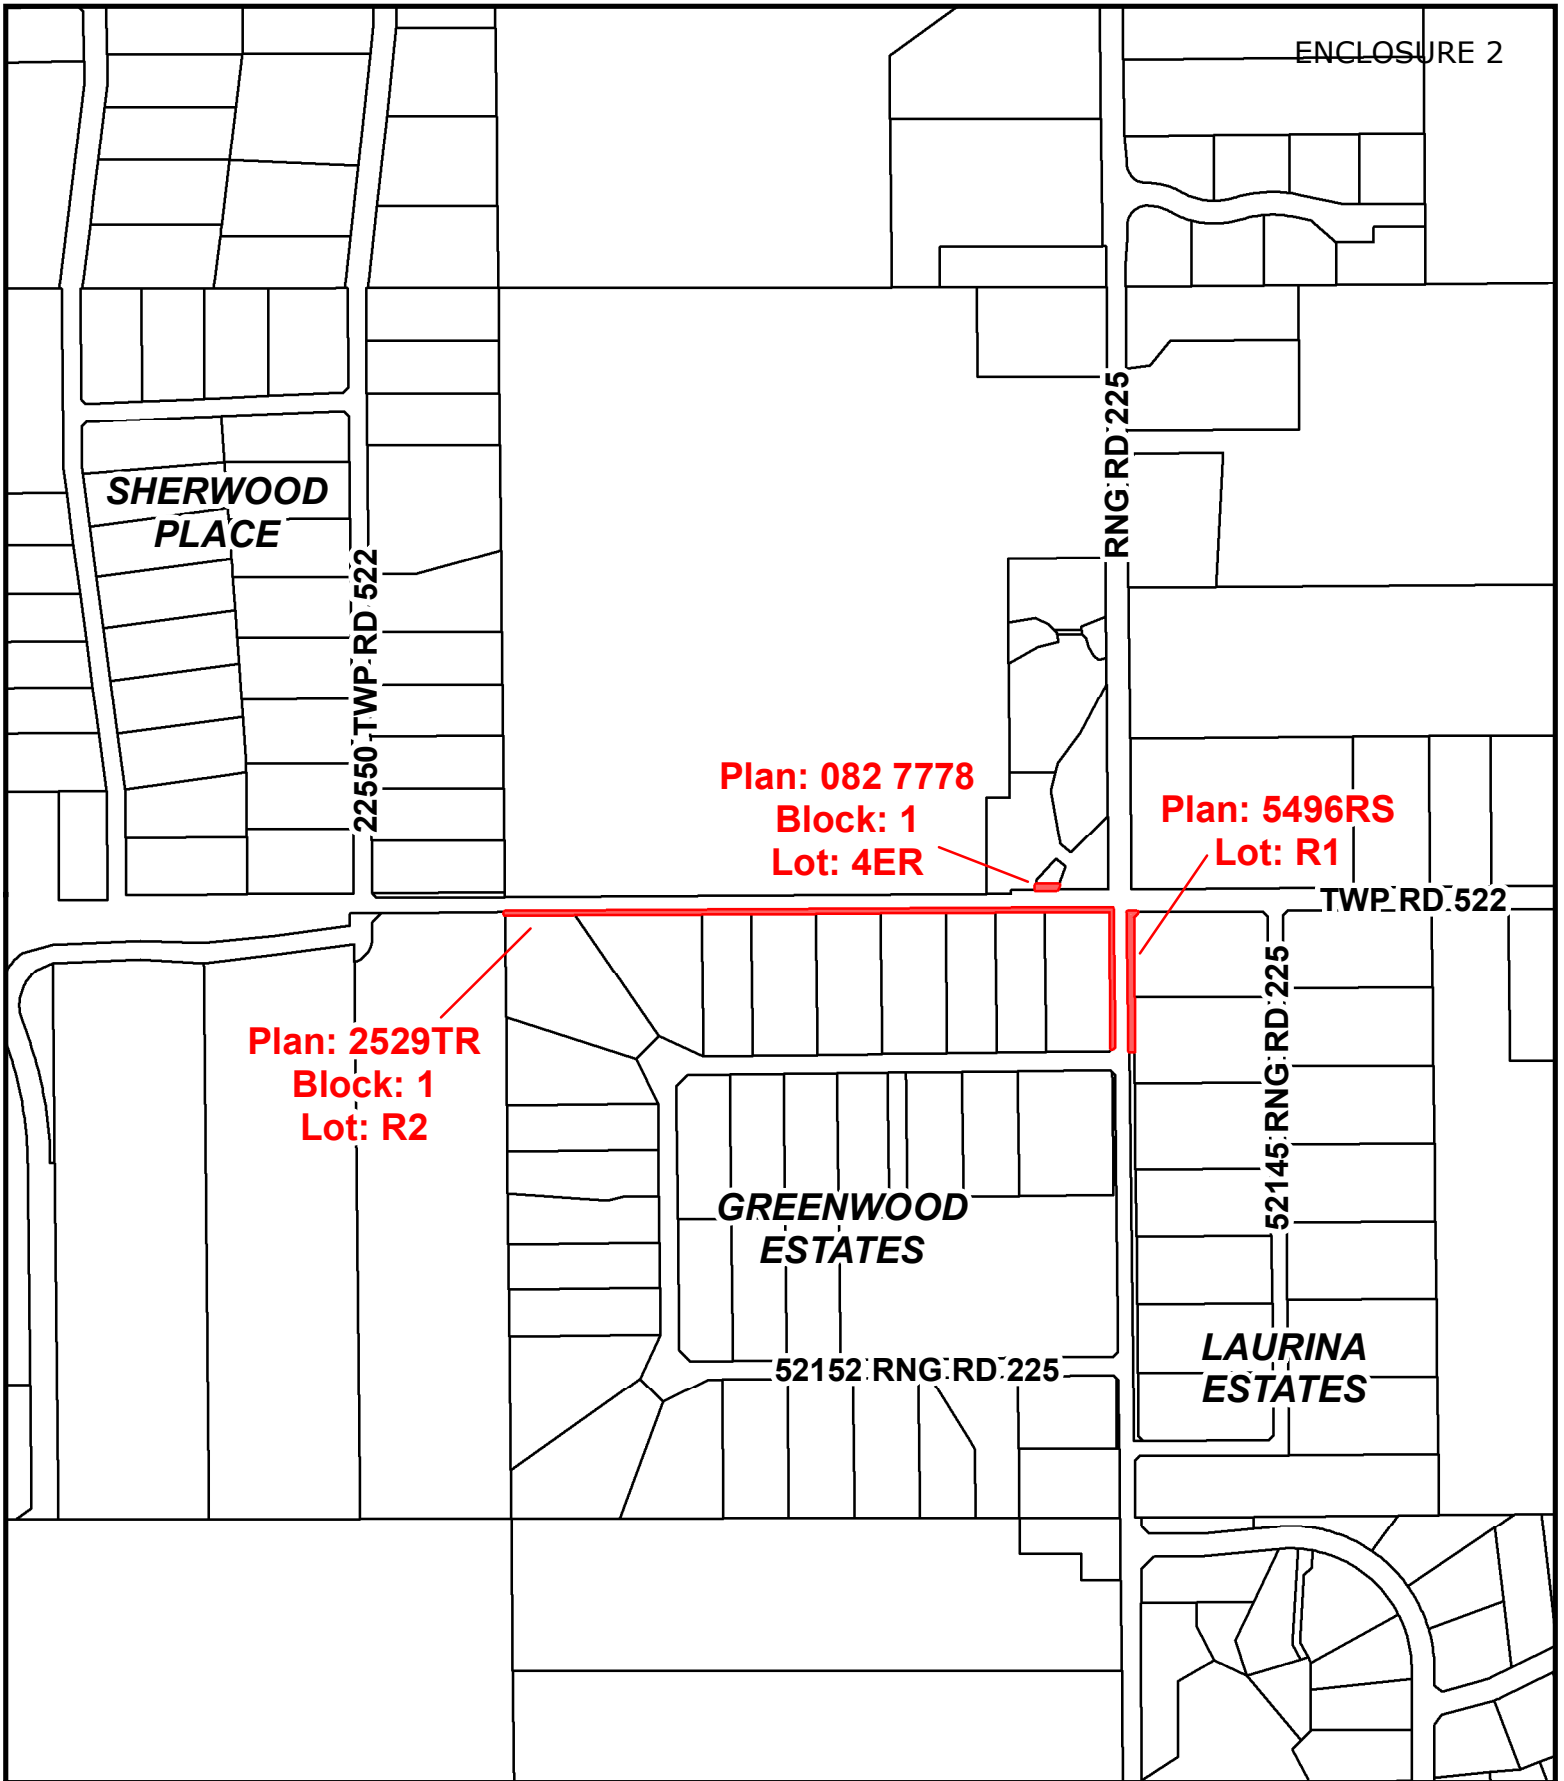 ENCLOSURE 2
RNG RD 225
SHERWOOD
PLACE
22550 TWP RD 522
Plan: 082 7778
Block: 1
Lot: 4ER
Plan: 5496RS
Lot: R1
TWP RD 522
52145 RNG RD 225
Plan: 2529TR
Block: 1
Lot: R2
GREENWOOD
ESTATES
LAURINA
ESTATES
52152 RNG RD 225